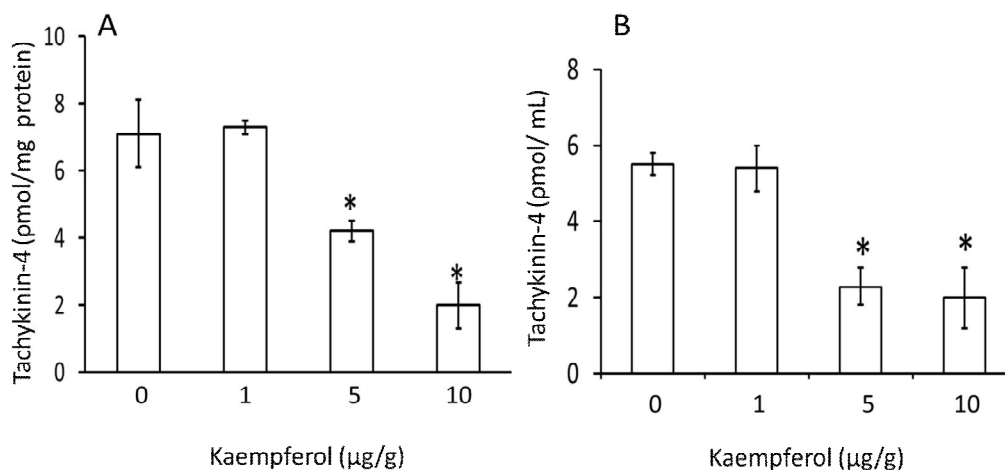 A
Tachykinin-4 (pmol/mg protein)
10
8
6
4
2
0
*
*
0 1 5 10
Kaempferol (µg/g)
B
Tachykinin-4 (pmol/ mL)
8
6
4
2
0
*
*
0 1 5 10
Kaempferol (µg/g)